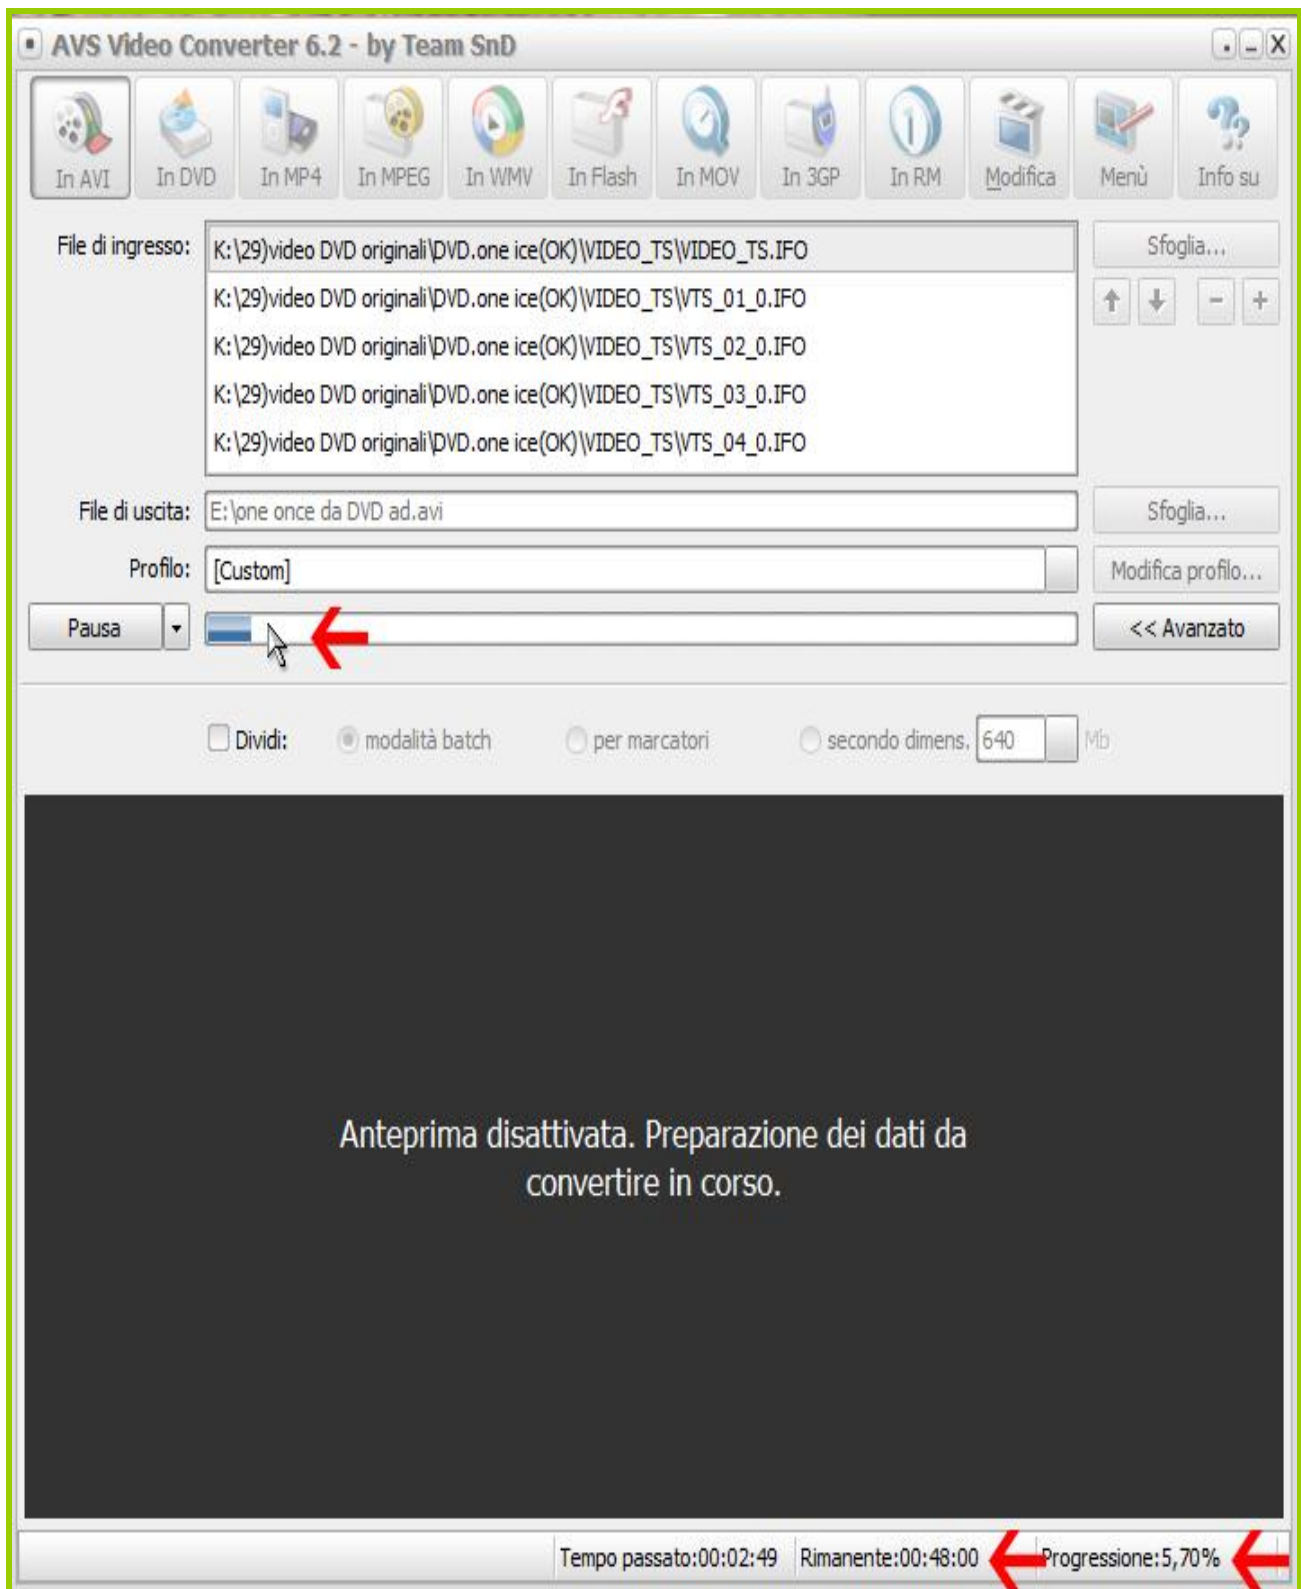 AVS Video Converter 6.2 - by Team SnD
In AVI In DVD In MP4 In MPEG In WMV In Flash In MOV In 3GP In RM Modifica Menù Info su
File di ingresso: K:\29)video DVD originali\DVD.one ice(OK)\VIDEO_TS\VIDEO_TS.IFO Sfoglia...
K:\29)video DVD originali\DVD.one ice(OK)\VIDEO_TS\VTS_01_0.IFO
K:\29)video DVD originali\DVD.one ice(OK)\VIDEO_TS\VTS_02_0.IFO
K:\29)video DVD originali\DVD.one ice(OK)\VIDEO_TS\VTS_03_0.IFO
K:\29)video DVD originali\DVD.one ice(OK)\VIDEO_TS\VTS_04_0.IFO
File di uscita: E:\one once da DVD ad.avi Sfoglia...
Profilo: [Custom] Modifica profilo...
Pausa << Avanzato
Dividi: modalità batch per marcatori secondo dimens. 640 Mb
Anteprima disattivata. Preparazione dei dati da
convertire in corso.
Tempo passato:00:02:49 Rimanente:00:48:00 Progressione:5,70%